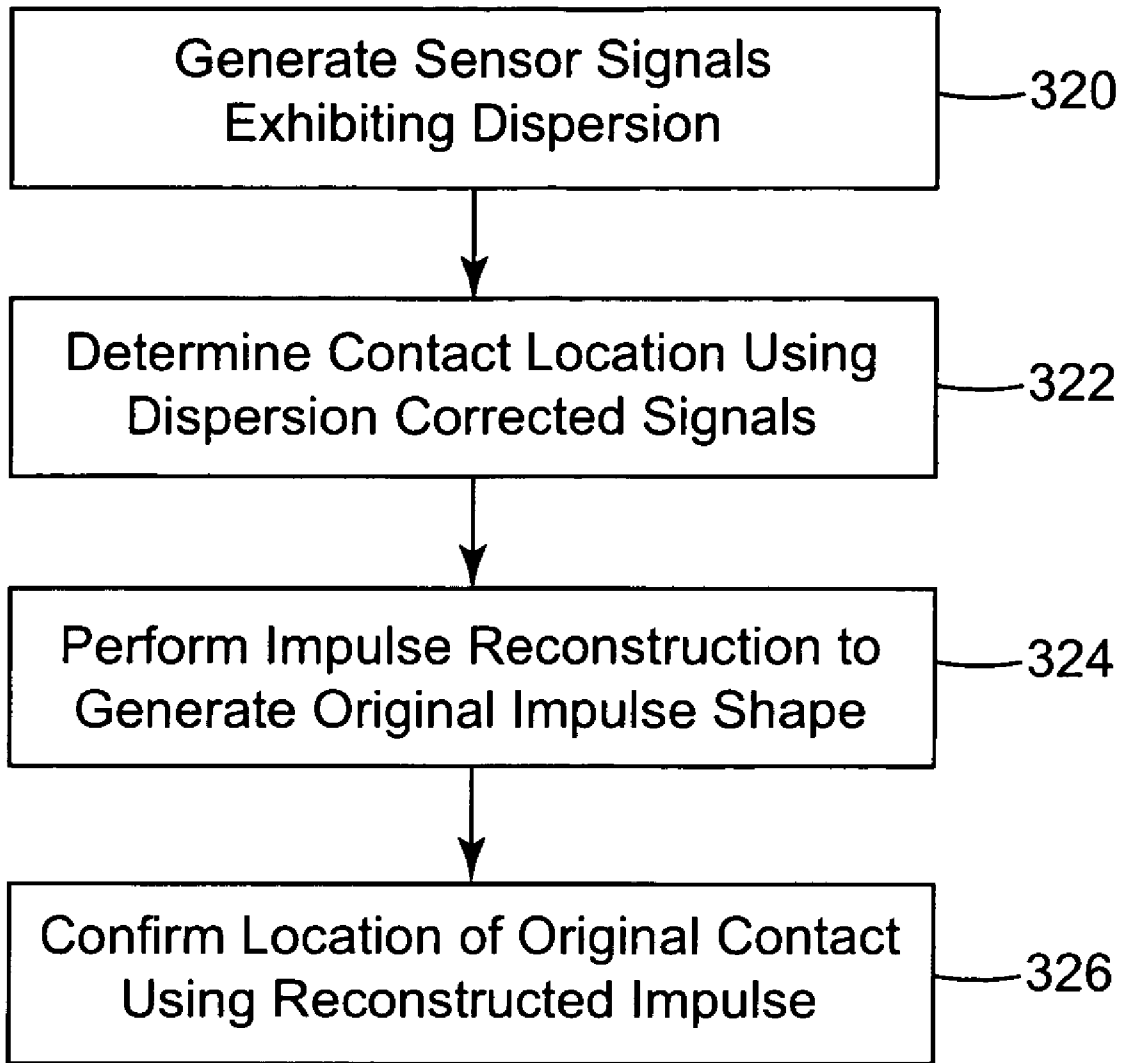 Generate Sensor Signals
Exhibiting Dispersion
320
Determine Contact Location Using
Dispersion Corrected Signals
322
Perform Impulse Reconstruction to
Generate Original Impulse Shape
324
Confirm Location of Original Contact
Using Reconstructed Impulse
326